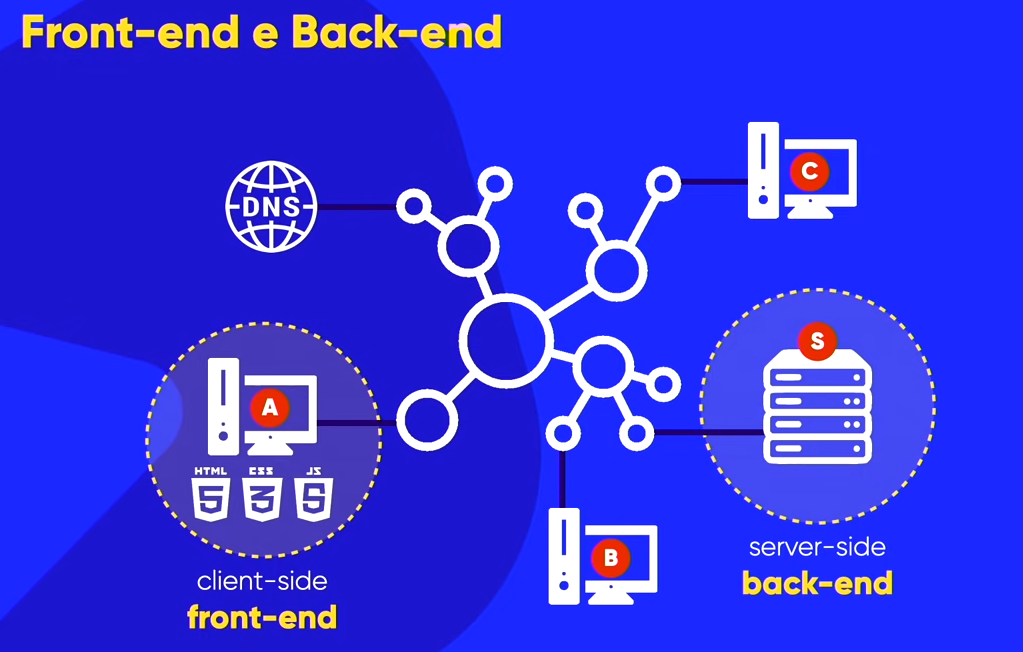 Front-end e Back-end
DNS
C
S
A
HTML CSS JS
5 3 5
B
client-side
front-end
server-side
back-end